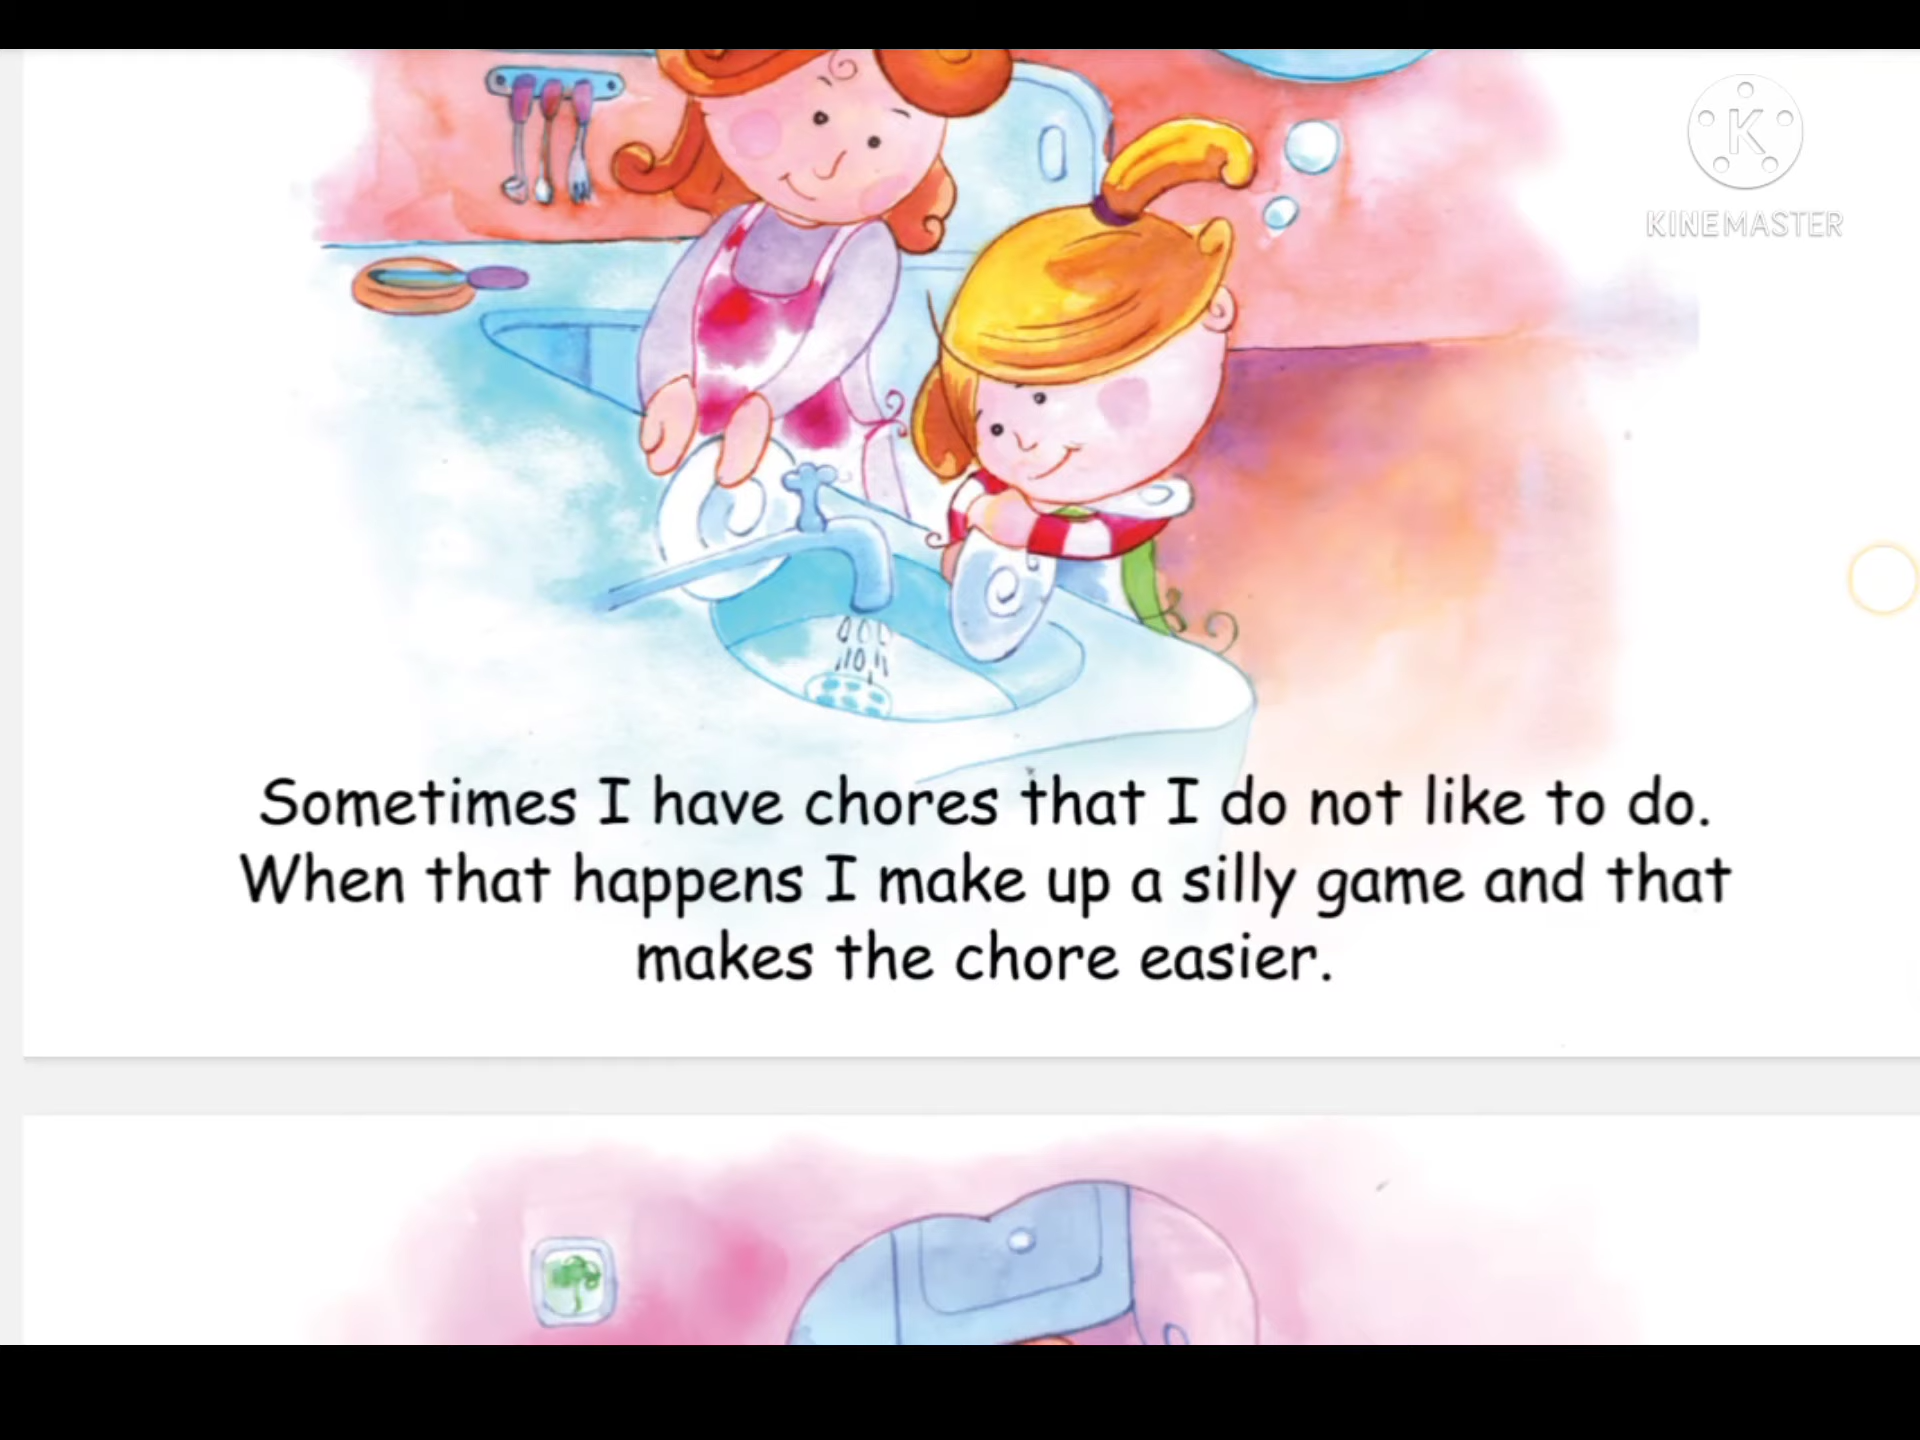 KINEMASTER
Sometimes I have chores that I do not like to do.
When that happens I make up a silly game and that
makes the chore easier.